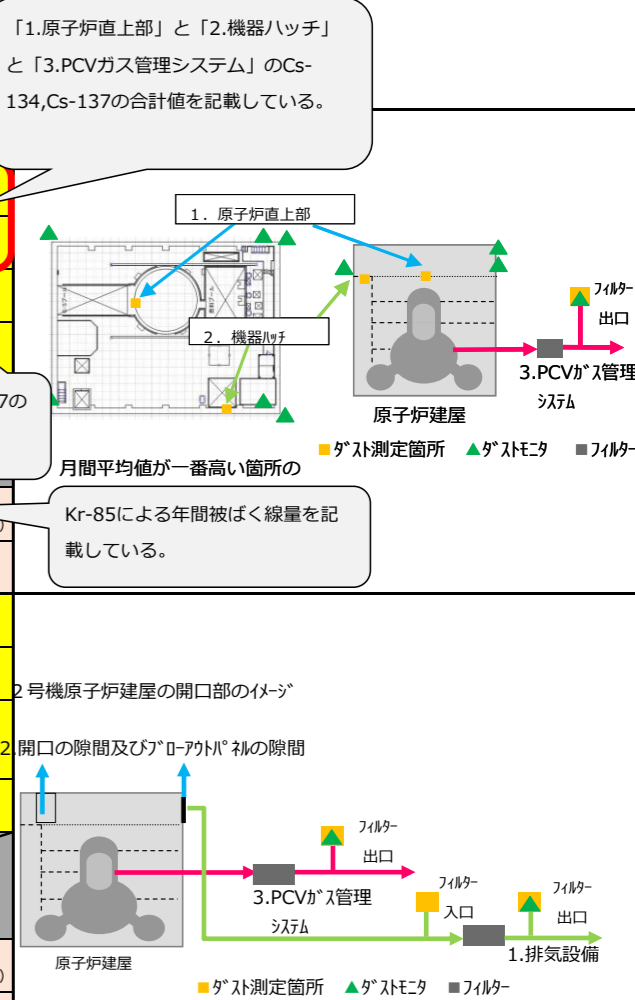 「1.原子炉直上部」と「2.機器ハッチ」
と「3.PCVガス管理システム」のCs-
134,Cs-137の合計値を記載している。
1．原子炉直上部
2．機器ハッチ
フィルター
出口
3.PCVガス管理
システム
原子炉建屋
■ダスト測定箇所 ▲ダストモニタ ■フィルター
7の
月間平均値が一番高い箇所の
Kr-85による年間被ばく線量を記
載している。
)
2号機原子炉建屋の開口部のイメージ
2.開口の隙間及びブローアウトパネルの隙間
フィルター
出口
3.PCVガス管理
システム
フィルター
入口
フィルター
出口
1.排気設備
原子炉建屋
)
■ダスト測定箇所 ▲ダストモニタ ■フィルター